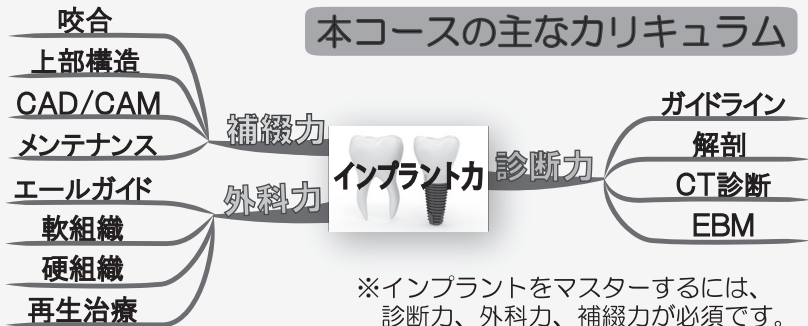 本コースの主なカリキュラム
咬合
上部構造
CAD/CAM
メンテナンス
補綴力
エールガイド
軟組織
硬組織
再生治療
外科力
インプラント力
診断力
ガイドライン
解剖
CT診断
EBM
※インプラントをマスターするには、
診断力、外科力、補綴力が必須です。